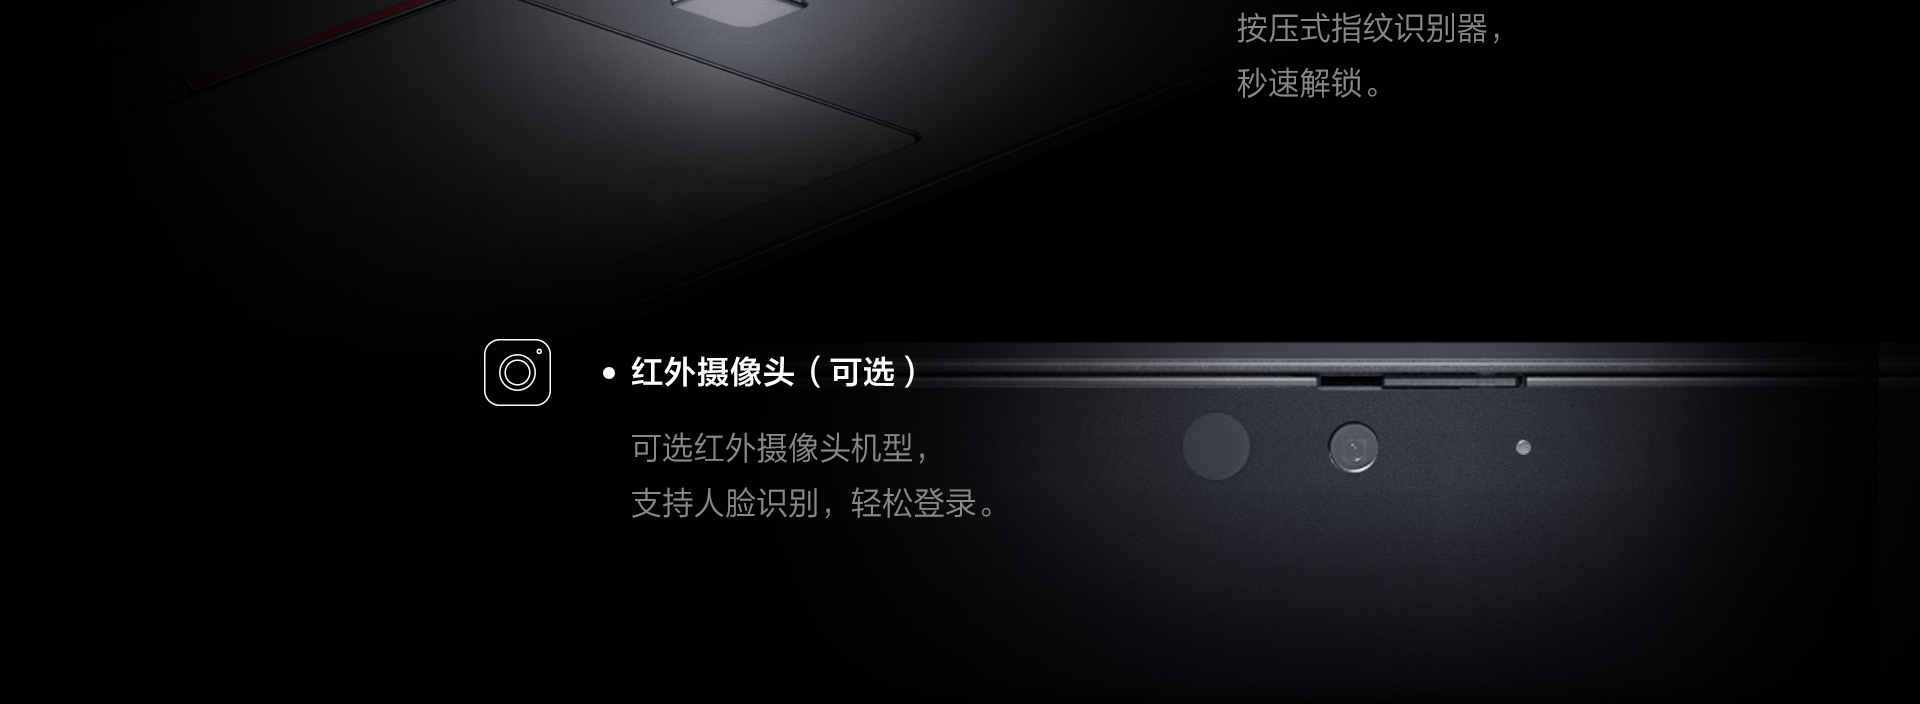 按压式指纹识别器，
秒速解锁。
• 红外摄像头（可选）
可选红外摄像头机型，
支持人脸识别，轻松登录。